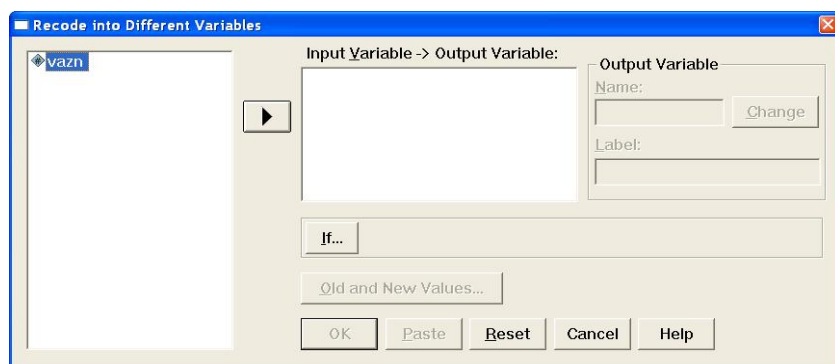 Recode into Different Variables
vazn
Input Variable -> Output Variable:
Output Variable
Name:
Change
Label:
If...
Old and New Values...
OK Paste Reset Cancel Help